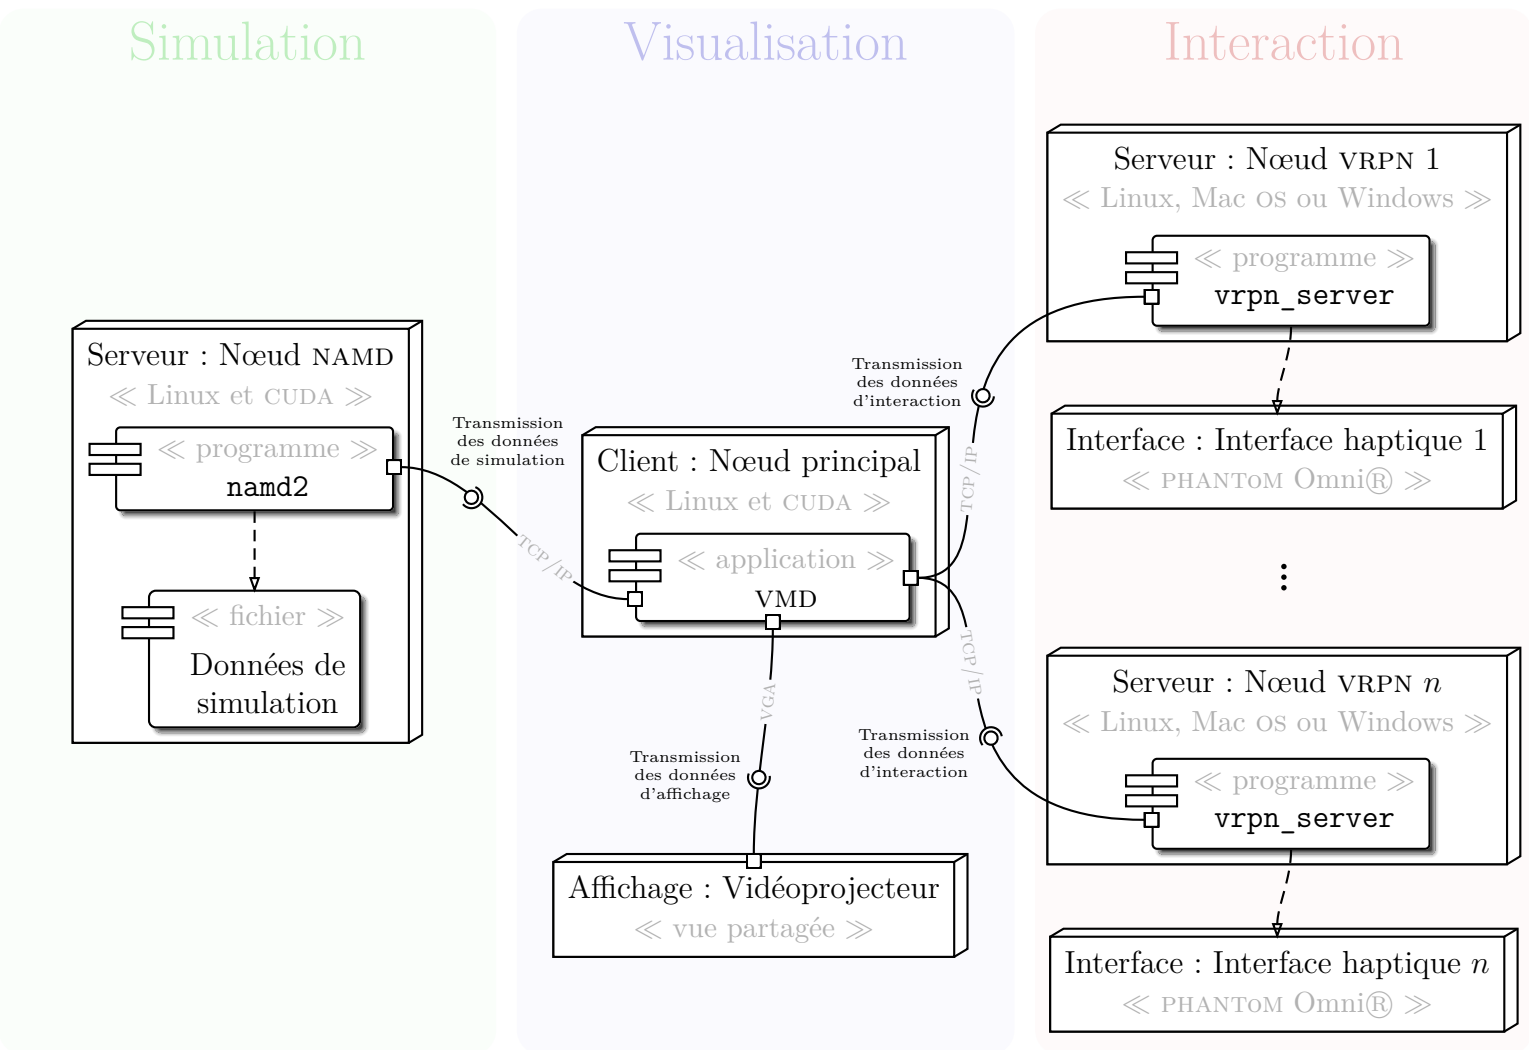 Simulation
Serveur : Nœud NAMD
≪ Linux et CUDA ≫
≪ programme ≫
namd2
≪ fichier ≫
Données de
simulation
Transmission
des données
de simulation
TCP/IP
Visualisation
Client : Nœud principal
≪ Linux et CUDA ≫
≪ application ≫
VMD
VGA
Transmission
des données
d'affichage
Affichage : Vidéoprojecteur
≪ vue partagée ≫
Transmission
des données
d'interaction
TCP/IP
TCP/IP
Transmission
des données
d'interaction
Interaction
Serveur : Nœud VRPN 1
≪ Linux, Mac OS ou Windows ≫
≪ programme ≫
vrpn_server
Interface : Interface haptique 1
≪ PHANToM Omni® ≫
⋮
Serveur : Nœud VRPN n
≪ Linux, Mac OS ou Windows ≫
≪ programme ≫
vrpn_server
Interface : Interface haptique n
≪ PHANToM Omni® ≫